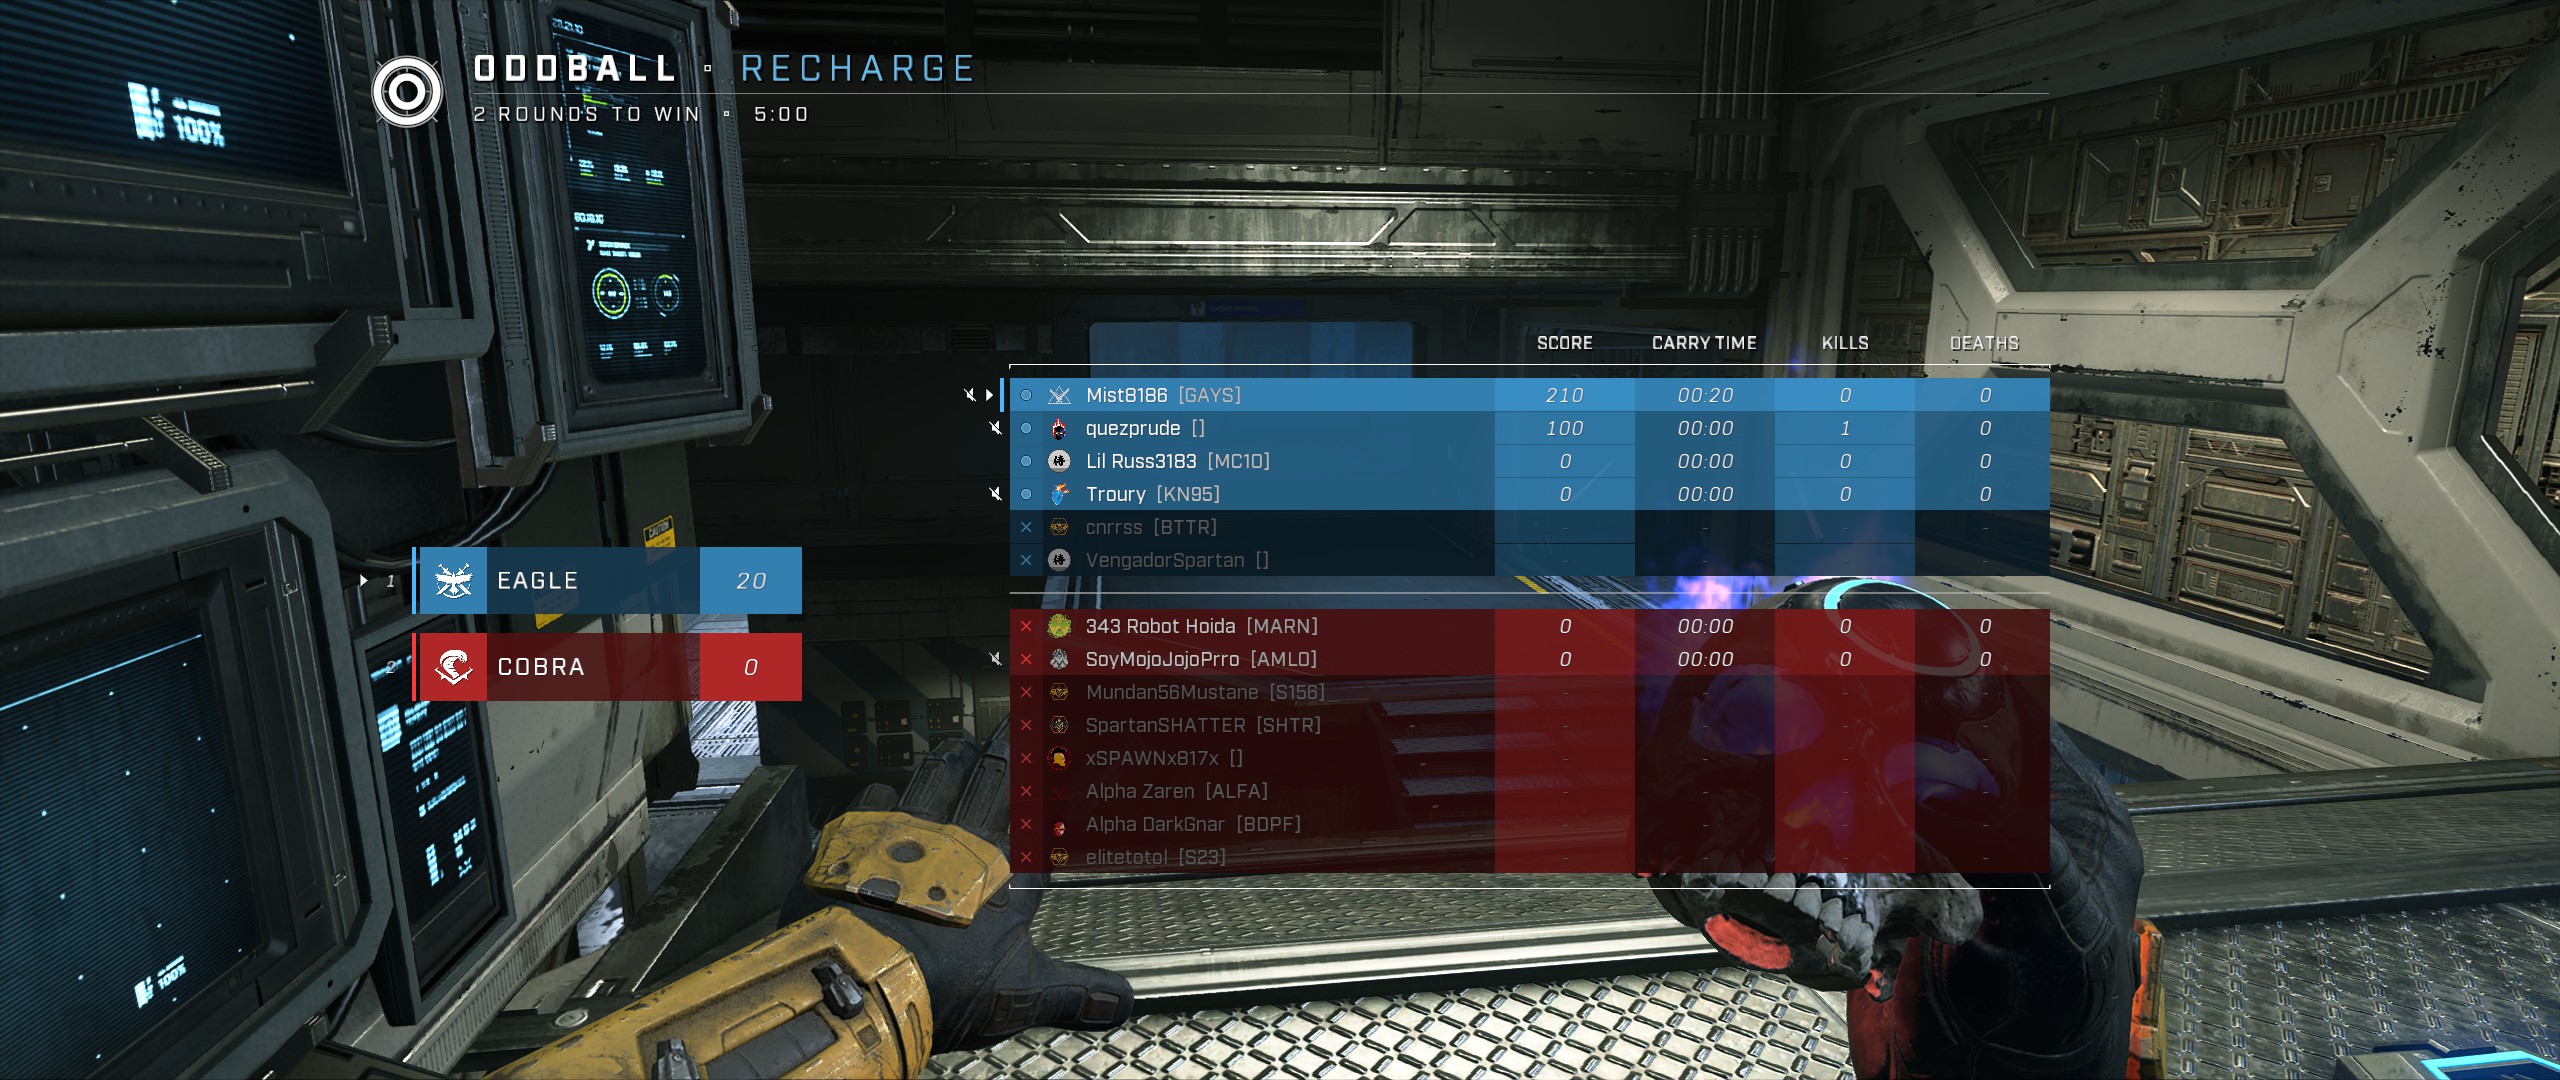 ODDBALL RECHARGE
2 ROUNDS TO WIN 5:00
100%
SCORE CARRY TIME KILLS DEATHS
Mist8186 [GAYS] 210 00:20 0 0
quezprude [] 100 00:00 1 0
Lil Russ3183 [MC10] 0 00:00 0 0
Troury [KN95] 0 00:00 0 0
cnrrss [BTTR] - - - -
VengadorSpartan [] - - - -
CAUTION
1 EAGLE 20
2 COBRA 0
343 Robot Hoida [MARN] 0 00:00 0 0
SoyMojoJojoPrro [AMLO] 0 00:00 0 0
Mundan56Mustane [S156] - - - -
SpartanSHATTER [SHTR] - - - -
xSPAWNx817x [] - - - -
Alpha Zaren [ALFA] - - - -
Alpha DarkGnar [BDPF] - - - -
elitetotol [S23] - - - -
100%